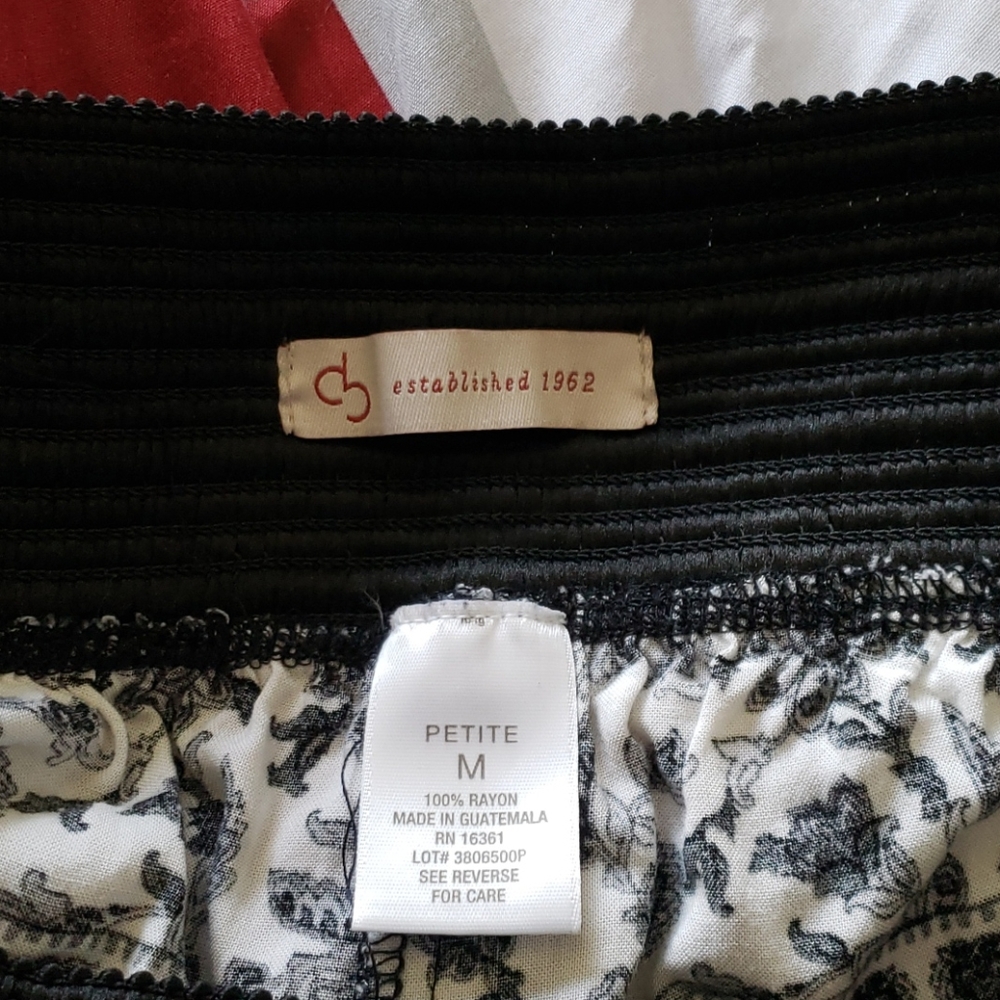 cb established 1962
PETITE
M
100% RAYON
MADE IN GUATEMALA
RN 16361
LOT# 3806500P
SEE REVERSE
FOR CARE